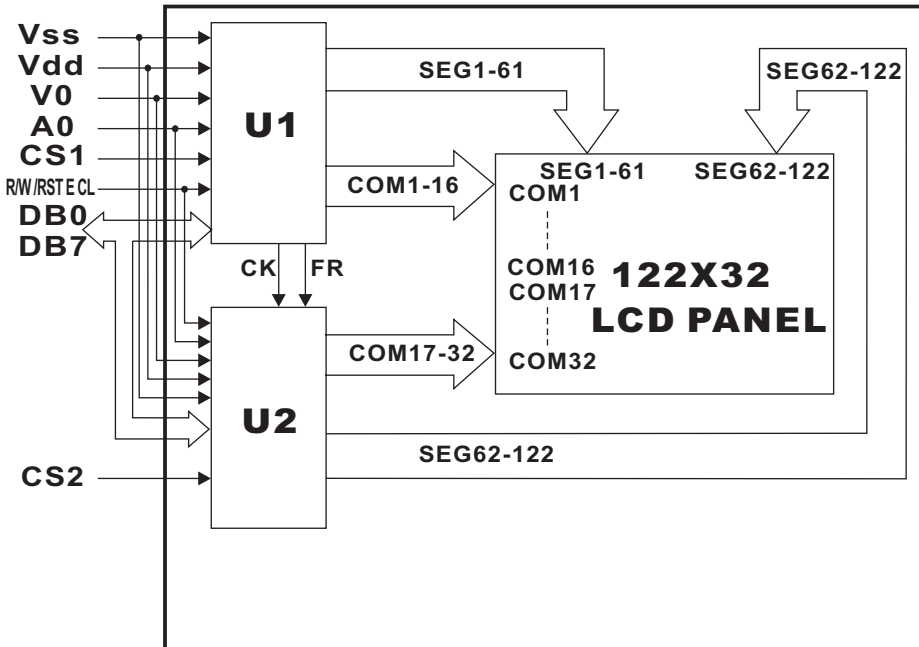 Vss
Vdd
V0
A0
CS1
R/W/RST E CL
DB0
DB7
CS2
U1
CK
FR
U2
SEG1-61
COM1-16
COM17-32
SEG62-122
SEG62-122
SEG1-61
SEG62-122
COM1
COM16
COM17
COM32
122X32
LCD PANEL